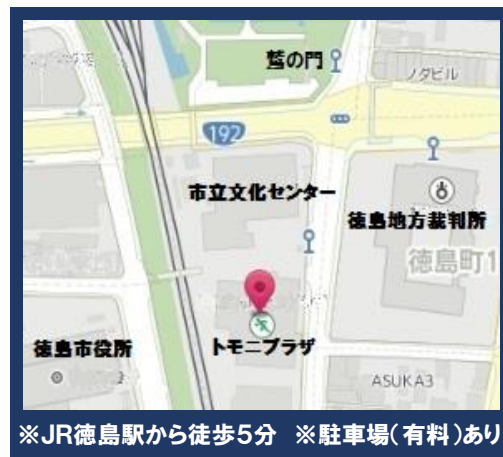 鷲の門
ノダビル
192
市立文化センター
徳島地方裁判所
徳島町1
トモニプラザ
徳島市役所
ASUKA3
※JR徳島駅から徒歩5分 ※駐車場(有料)あり